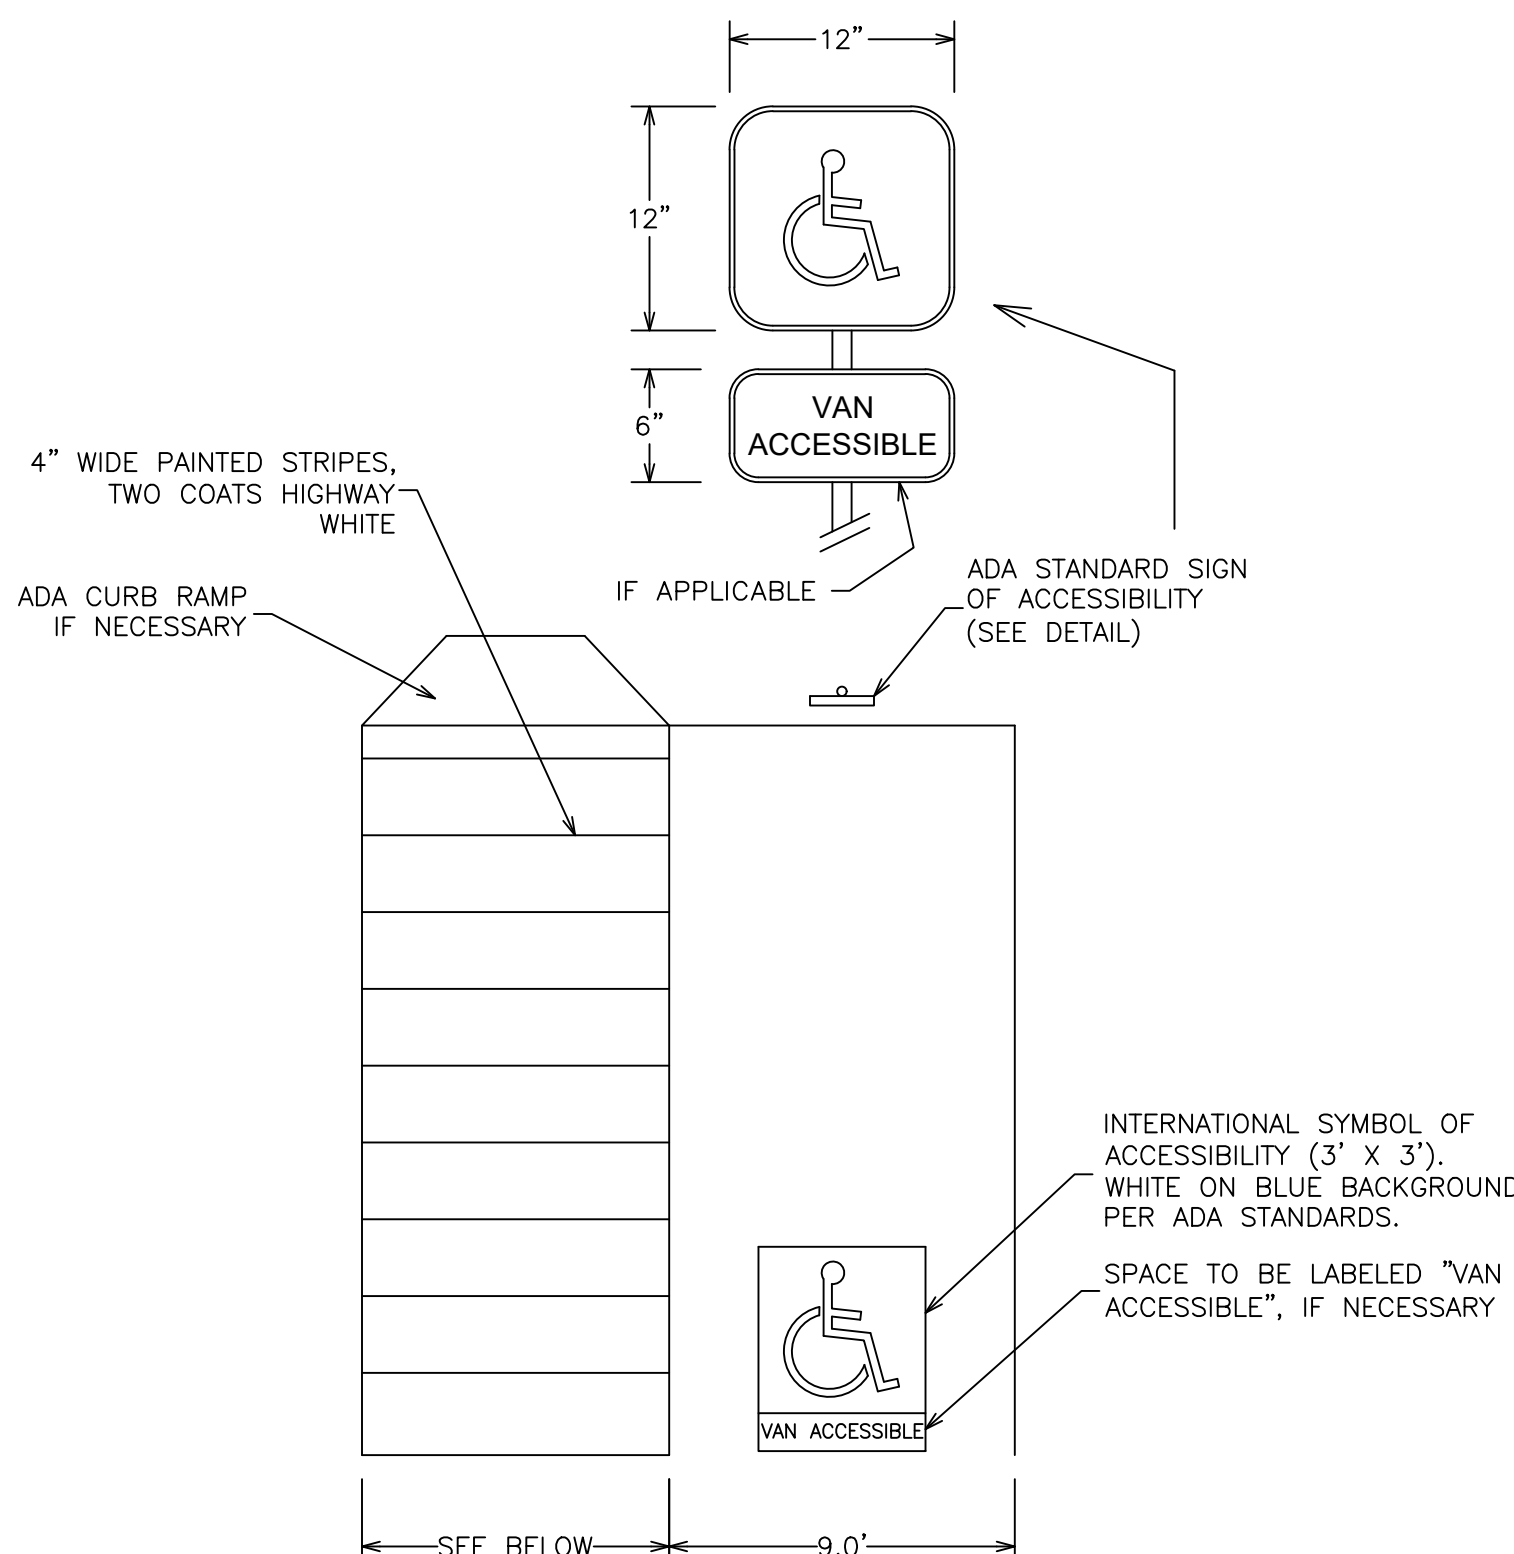 12”
12”
VAN
ACCESSIBLE
6”
4” WIDE PAINTED STRIPES,
TWO COATS HIGHWAY
WHITE
IF APPLICABLE
ADA STANDARD SIGN
OF ACCESSIBILITY
(SEE DETAIL)
ADA CURB RAMP
IF NECESSARY
INTERNATIONAL SYMBOL OF
ACCESSIBILITY (3’ X 3’).
WHITE ON BLUE BACKGROUND
PER ADA STANDARDS.
SPACE TO BE LABELED ”VAN
ACCESSIBLE”, IF NECESSARY
VAN ACCESSIBLE
SEE BELOW
9.0’